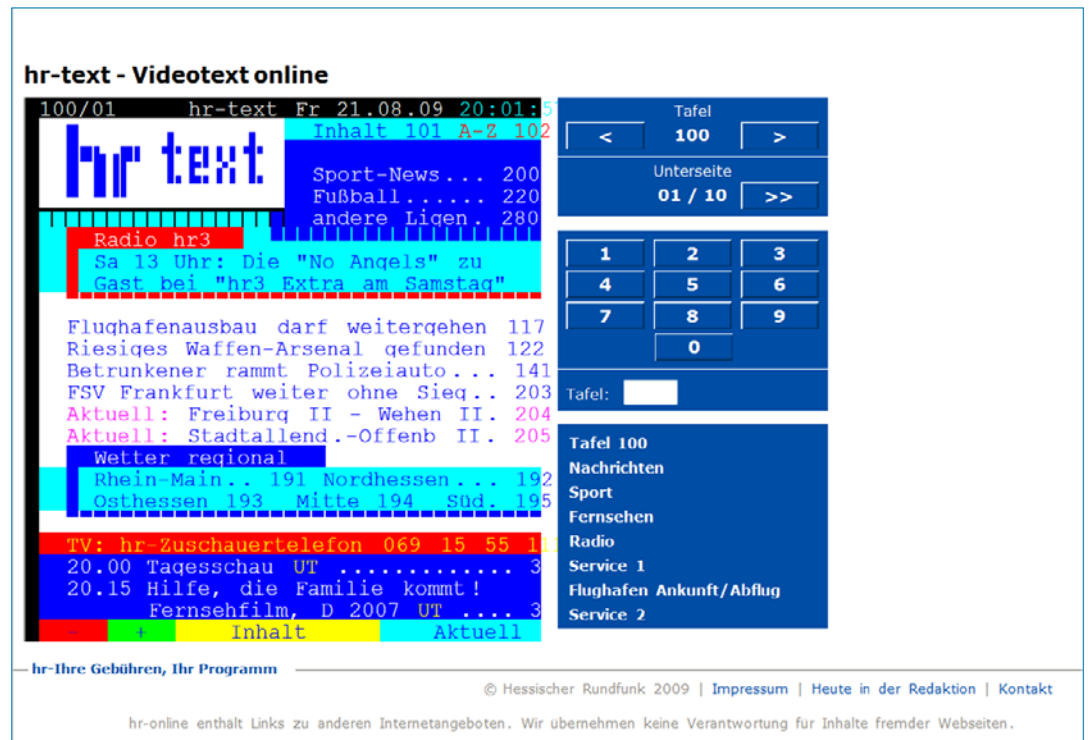 hr-text - Videotext online
100/01 hr-text Fr 21.08.09 20:01:5
Inhalt 101 A-Z 102
hr text
Sport-News... 200
Fußball...... 220
andere Ligen. 280
Radio hr3
Sa 13 Uhr: Die "No Angels" zu
Gast bei "hr3 Extra am Samstag"
Flughafenausbau darf weitergehen 117
Riesiges Waffen-Arsenal gefunden 122
Betrunkener rammt Polizeiauto... 141
FSV Frankfurt weiter ohne Sieg.. 203
Aktuell: Freiburg II - Wehen II. 204
Aktuell: Stadtallend.-Offenb II. 205
Wetter regional
Rhein-Main.. 191 Nordhessen... 192
Osthessen 193 Mitte 194 Süd. 195
TV: hr-Zuschauertelefon 069 15 55 111
20.00 Tagesschau UT ............. 3
20.15 Hilfe, die Familie kommt!
Fernsehfilm, D 2007 UT .... 3
- + Inhalt Aktuell
Tafel
< 100 >
Unterseite
01 / 10 >>
1 2 3
4 5 6
7 8 9
0
Tafel:
Tafel 100
Nachrichten
Sport
Fernsehen
Radio
Service 1
Flughafen Ankunft/Abflug
Service 2
hr-Ihre Gebühren, Ihr Programm
© Hessischer Rundfunk 2009 | Impressum | Heute in der Redaktion | Kontakt
hr-online enthält Links zu anderen Internetangeboten. Wir übernehmen keine Verantwortung für Inhalte fremder Webseiten.